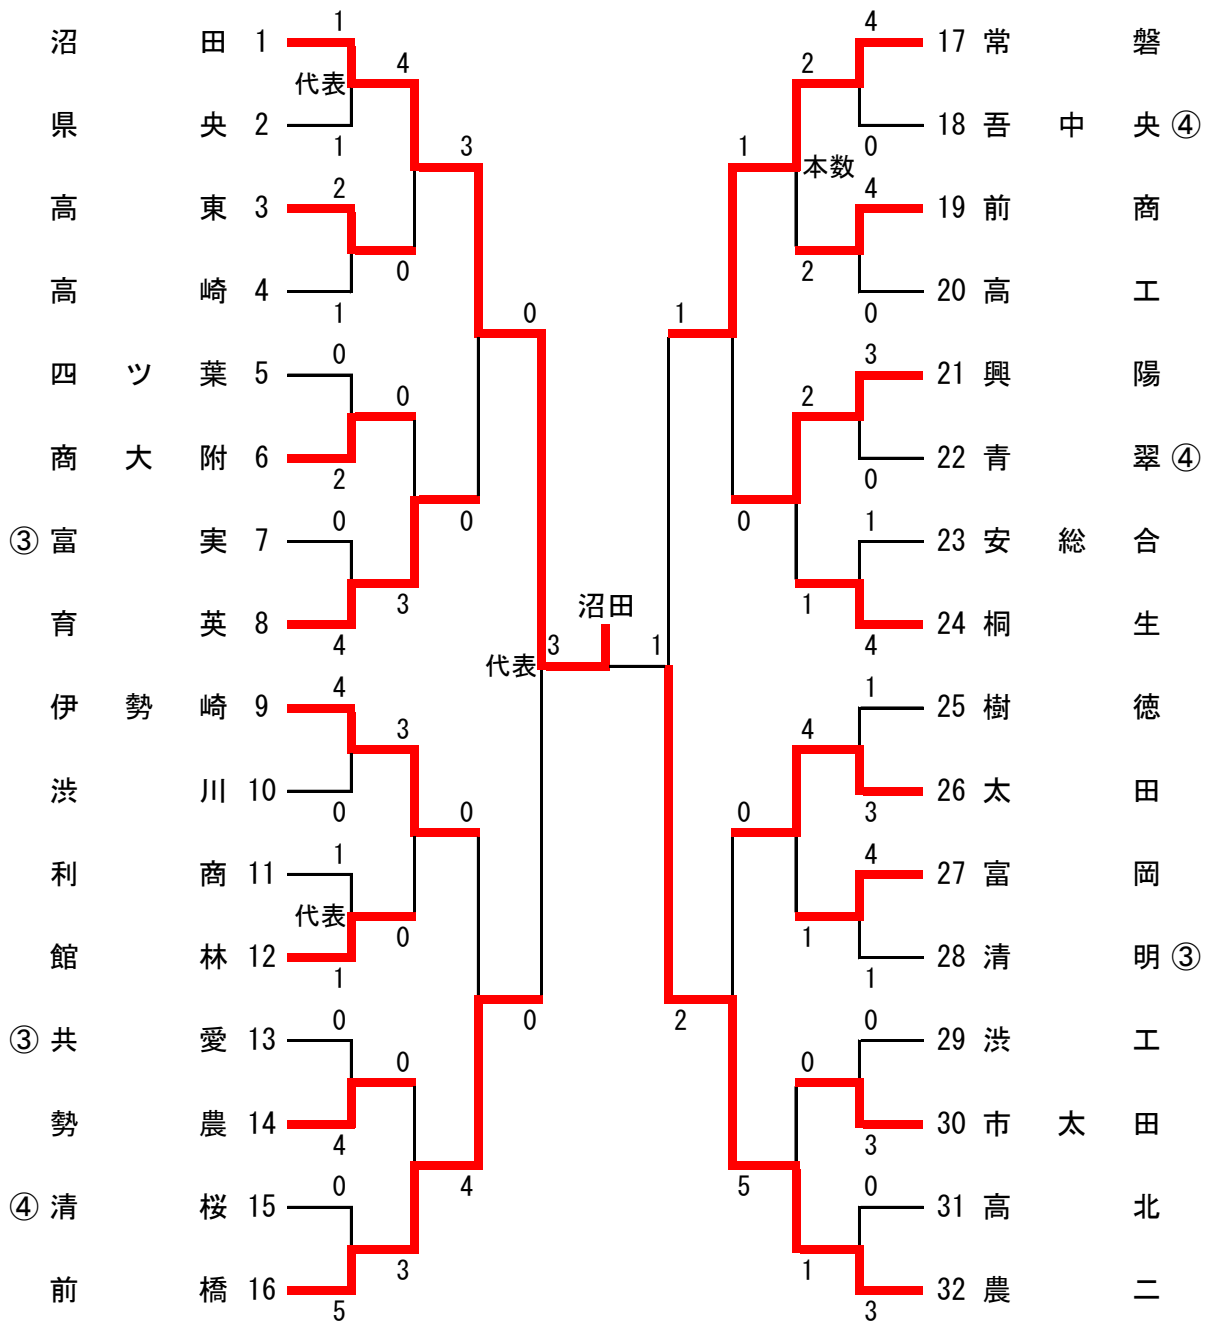 1
沼田 1
4
代表
県央 2
1
3
2
高東 3
0
高崎 4
1
0
0
四ツ葉 5
0
商大附 6
2
0
0
③ 富実 7
3
育英 8
4
沼田
3
代表
4
伊勢崎 9
3
渋川 10
0
0
1
利商 11
代表
0
館林 12
1
0
0
③ 共愛 13
0
勢農 14
4
4
0
④ 清桜 15
3
前橋 16
5
4
17 常磐
2
18 吾中央 ④
0
1
本数
4
19 前商
2
20 高工
0
1
3
21 興陽
2
22 青翠 ④
0
0
1
23 安総合
1
24 桐生
4
1
1
25 樹徳
4
26 太田
3
0
4
27 富岡
1
28 清明 ③
1
2
0
29 渋工
0
30 市太田
3
5
0
31 高北
1
32 農二
3